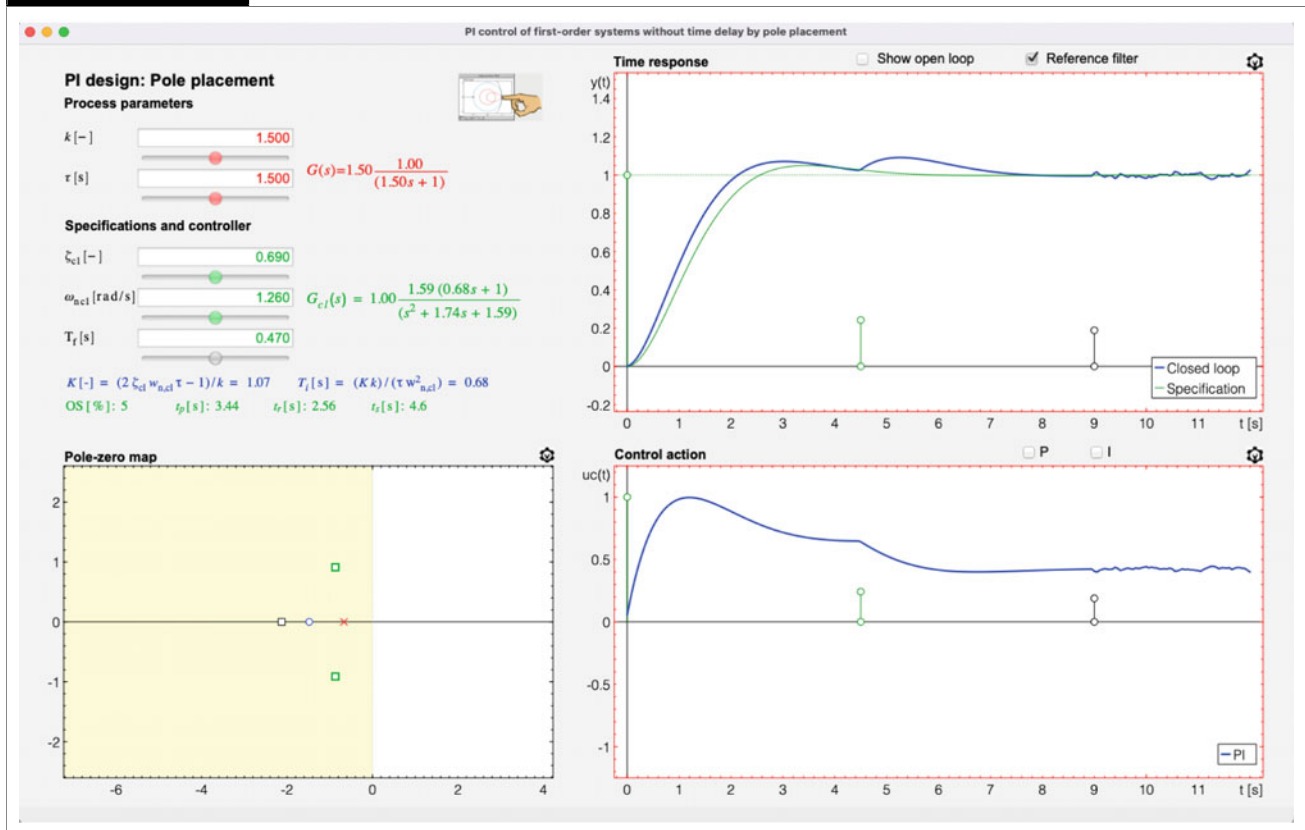 PI control of first-order systems without time delay by pole placement
PI design: Pole placement
Process parameters
k [−] 1.500
τ [s] 1.500
G(s)=1.50 1.00 / (1.50s + 1)
Specifications and controller
ζcl [−] 0.690
ωncl [rad/s] 1.260
Tf [s] 0.470
Gcl(s) = 1.00 1.59 (0.68s + 1) / (s² + 1.74s + 1.59)
K[-] = (2 ζcl wn,cl τ − 1)/k = 1.07 Ti [s] = (K k)/(τ w²n,cl) = 0.68
OS [%]: 5 tp[s]: 3.44 tr[s]: 2.56 ts[s]: 4.6
Time response Show open loop Reference filter
y(t)
1.4
1.2
1
0.8
0.6
0.4
0.2
0
-0.2
Closed loop
Specification
0 1 2 3 4 5 6 7 8 9 10 11 t [s]
Pole-zero map
2
1
0
-1
-2
-6 -4 -2 0 2 4
Control action P I
uc(t)
1
0.5
0
-0.5
-1
PI
0 1 2 3 4 5 6 7 8 9 10 11 t [s]